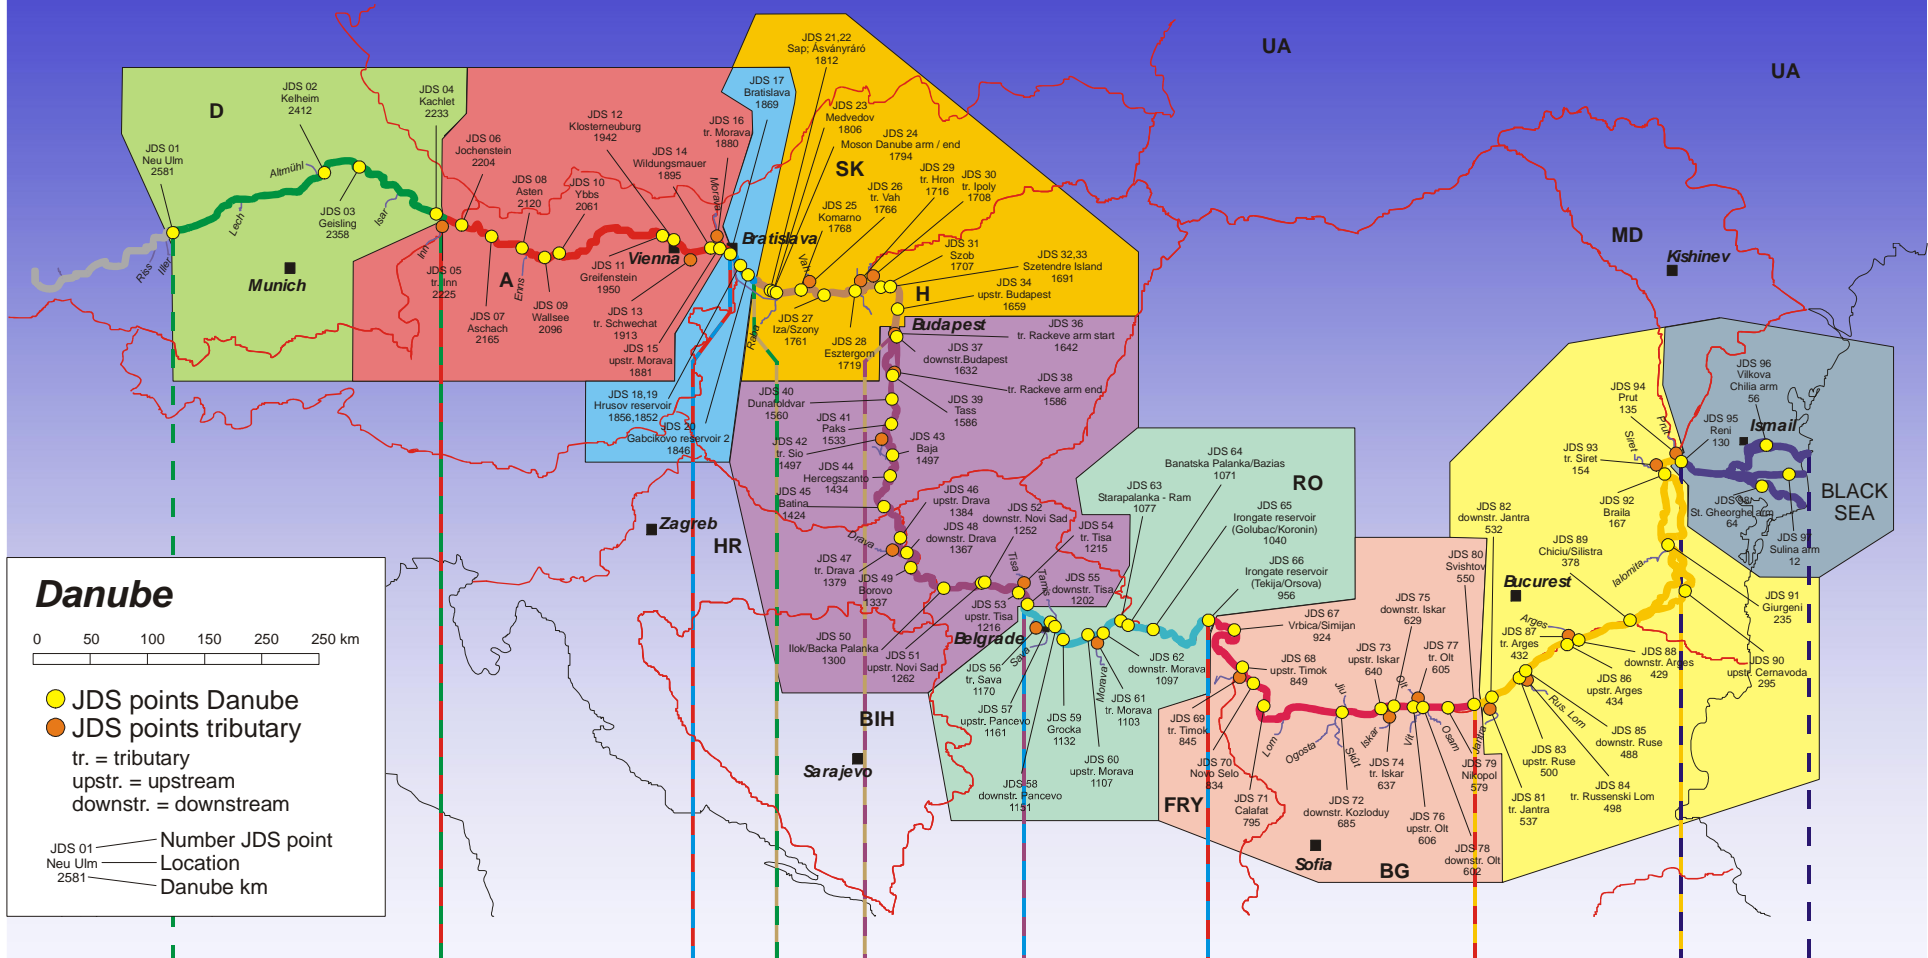 UA
UA
D
A
SK
H
HR
BIH
RO
FRY
BG
MD
JDS 01
Neu Ulm
2581
JDS 02
Kelheim
2412
JDS 03
Geisling
2358
JDS 04
Kachlet
2233
JDS 05
tr. Inn
2225
JDS 06
Jochenstein
2204
JDS 07
Aschach
2165
JDS 08
Asten
2120
JDS 09
Wallsee
2096
JDS 10
Ybbs
2061
JDS 11
Greifenstein
1950
JDS 12
Klosterneuburg
1942
JDS 13
tr. Schwechat
1913
JDS 14
Wildungsmauer
1895
JDS 15
upstr. Morava
1881
JDS 16
tr. Morava
1880
JDS 17
Bratislava
1869
JDS 18,19
Hrusov reservoir
1856,1852
JDS 20
Gabcikovo reservoir 2
1846
JDS 21,22
Sap; Ásványráró
1812
JDS 23
Medvedov
1806
JDS 24
Moson Danube arm / end
1794
JDS 25
Komarno
1768
JDS 26
tr. Vah
1766
JDS 27
Iza/Szony
1761
JDS 28
Esztergom
1719
JDS 29
tr. Hron
1716
JDS 30
tr. Ipoly
1708
JDS 31
Szob
1707
JDS 32,33
Szetendre Island
1691
JDS 34
upstr. Budapest
1659
JDS 36
tr. Rackeve arm start
1642
JDS 37
downstr.Budapest
1632
JDS 38
tr. Rackeve arm end
1586
JDS 39
Tass
1586
JDS 40
Dunafoldvar
1560
JDS 41
Paks
1533
JDS 42
tr. Sio
1497
JDS 43
Baja
1497
JDS 44
Hercegszanto
1434
JDS 45
Batina
1424
JDS 46
upstr. Drava
1384
JDS 47
tr. Drava
1379
JDS 48
downstr. Drava
1367
JDS 49
Borovo
1337
JDS 50
Ilok/Backa Palanka
1300
JDS 51
upstr. Novi Sad
1262
JDS 52
downstr. Novi Sad
1252
JDS 53
upstr. Tisa
1216
JDS 54
tr. Tisa
1215
JDS 55
downstr. Tisa
1202
JDS 56
tr, Sava
1170
JDS 57
upstr. Pancevo
1161
JDS 58
downstr. Pancevo
1151
JDS 59
Grocka
1132
JDS 60
upstr. Morava
1107
JDS 61
tr. Morava
1103
JDS 62
downstr. Morava
1097
JDS 63
Starapalanka - Ram
1077
JDS 64
Banatska Palanka/Bazias
1071
JDS 65
Irongate reservoir
(Golubac/Koronin)
1040
JDS 66
Irongate reservoir
(Tekija/Orsova)
956
JDS 67
Vrbica/Simijan
924
JDS 68
upstr. Timok
849
JDS 69
tr. Timok
845
JDS 70
Novo Selo
834
JDS 71
Calafat
795
JDS 72
downstr. Kozloduy
685
JDS 73
upstr. Iskar
640
JDS 74
tr. Iskar
637
JDS 75
downstr. Iskar
629
JDS 76
upstr. Olt
606
JDS 77
tr. Olt
605
JDS 78
downstr. Olt
602
JDS 79
Nikopol
579
JDS 80
Svishtov
550
JDS 81
tr. Jantra
537
JDS 82
downstr. Jantra
532
JDS 83
upstr. Ruse
500
JDS 84
tr. Russenski Lom
498
JDS 85
downstr. Ruse
488
JDS 86
upstr. Arges
434
JDS 87
tr. Arges
432
JDS 88
downstr. Arges
429
JDS 89
Chiciu/Silistra
378
JDS 90
upstr. Cernavoda
295
JDS 91
Giurgeni
235
JDS 92
Braila
167
JDS 93
tr. Siret
154
JDS 94
Prut
135
JDS 95
Reni
130
JDS 96
Vilkova
Chilia arm
56
JDS 97
Sulina arm
12
JDS 98
St. Gheorghe arm
64
Munich
Vienna
Bratislava
Budapest
Zagreb
Belgrade
Sarajevo
Sofia
Bucurest
Kishinev
Ismail
BLACK
SEA
Riss
Iller
Lech
Altmühl
Isar
Inn
Enns
Morava
Raba
Vah
Drava
Tisa
Tamis
Sava
Morava
Lom
Ogosta
Jiu
Skut
Iskar
Vit
Olt
Osam
Jantra
Rus. Lom
Arges
Ialomita
Siret
Prut
Danube
0 50 100 150 250 250 km
JDS points Danube
JDS points tributary
tr. = tributary
upstr. = upstream
downstr. = downstream
JDS 01 Number JDS point
Neu Ulm Location
2581 Danube km